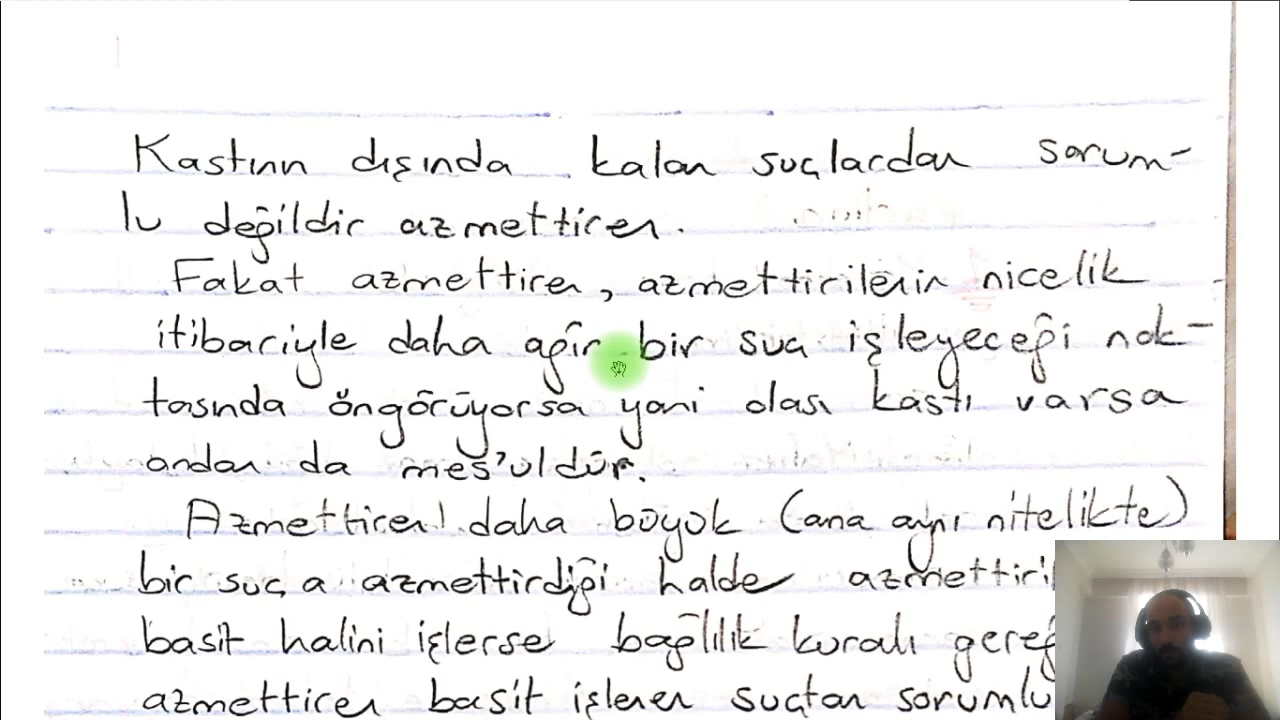 Kastının dışında kalan suçlardan sorum-
lu değildir azmettiren.
Fakat azmettiren, azmettirilenin nicelik
itibariyle daha ağır bir suç işleyeceği nok-
tasında öngörüyorsa yani olası kastı varsa
ondan da mes'uldür.
Azmettiren daha büyük (ama aynı nitelikte)
bir suça azmettirdiği halde
basit halini işlerse bağlılık kuralı
azmettiren basit işlenen suçtan sorumlu